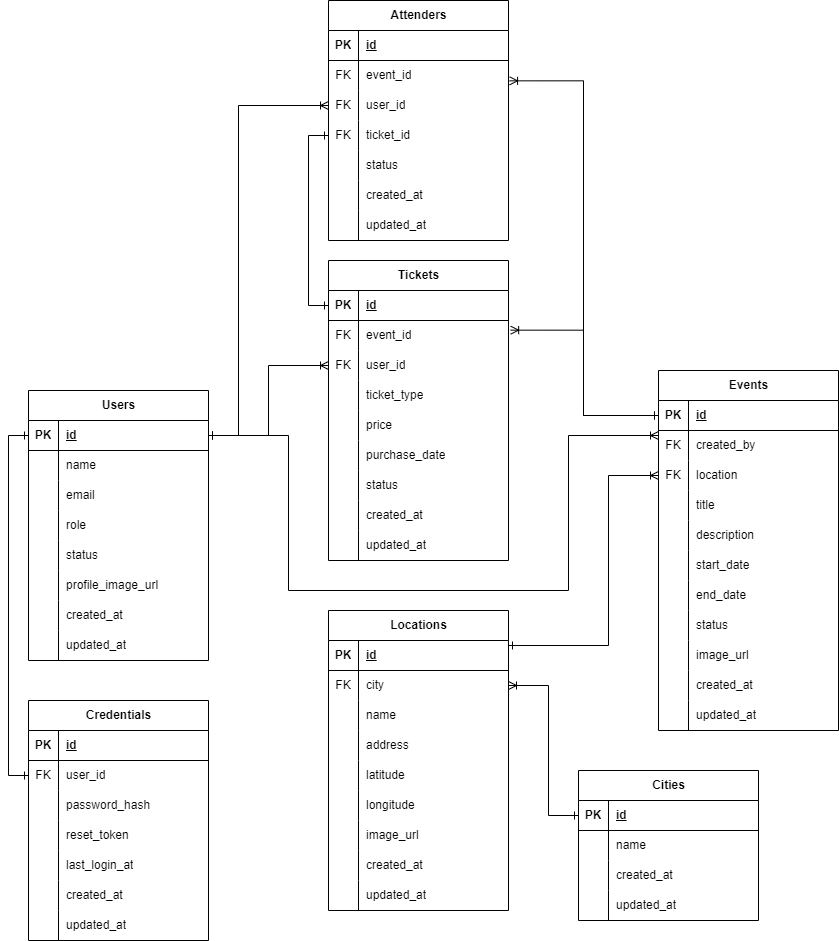 Attenders
PK id
FK event_id
FK user_id
FK ticket_id
status
created_at
updated_at
Tickets
PK id
FK event_id
FK user_id
ticket_type
price
purchase_date
status
created_at
updated_at
Users
PK id
name
email
role
status
profile_image_url
created_at
updated_at
Events
PK id
FK created_by
FK location
title
description
start_date
end_date
status
image_url
created_at
updated_at
Locations
PK id
FK city
name
address
latitude
longitude
image_url
created_at
updated_at
Credentials
PK id
FK user_id
password_hash
reset_token
last_login_at
created_at
updated_at
Cities
PK id
name
created_at
updated_at